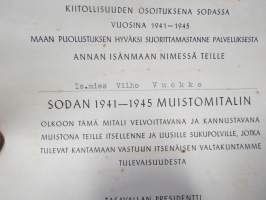 KIITOLLISUUDEN OSOITUKSENA SODASSA
VUOSINA 1941—1945
MAAN PUOLUSTUKSEN HYVÄKSI SUORITTAMASTANNE PALVELUKSESTA
ANNAN ISÄNMAAN NIMESSÄ TEILLE
Is.mies Vilho Vuokko
SODAN 1941—1945 MUISTOMITALIN
OLKOON TÄMÄ MITALI VELVOITTAVANA JA KANNUSTAVANA
MUISTONA TEILLE ITSELLENNE JA UUSILLE SUKUPOLVILLE, JOTKA
TULEVAT KANTAMAAN VASTUUN ITSENÄISEN VALTAKUNTAMME
TULEVAISUUDESTA
TASAVALLAN PRESIDENTTI